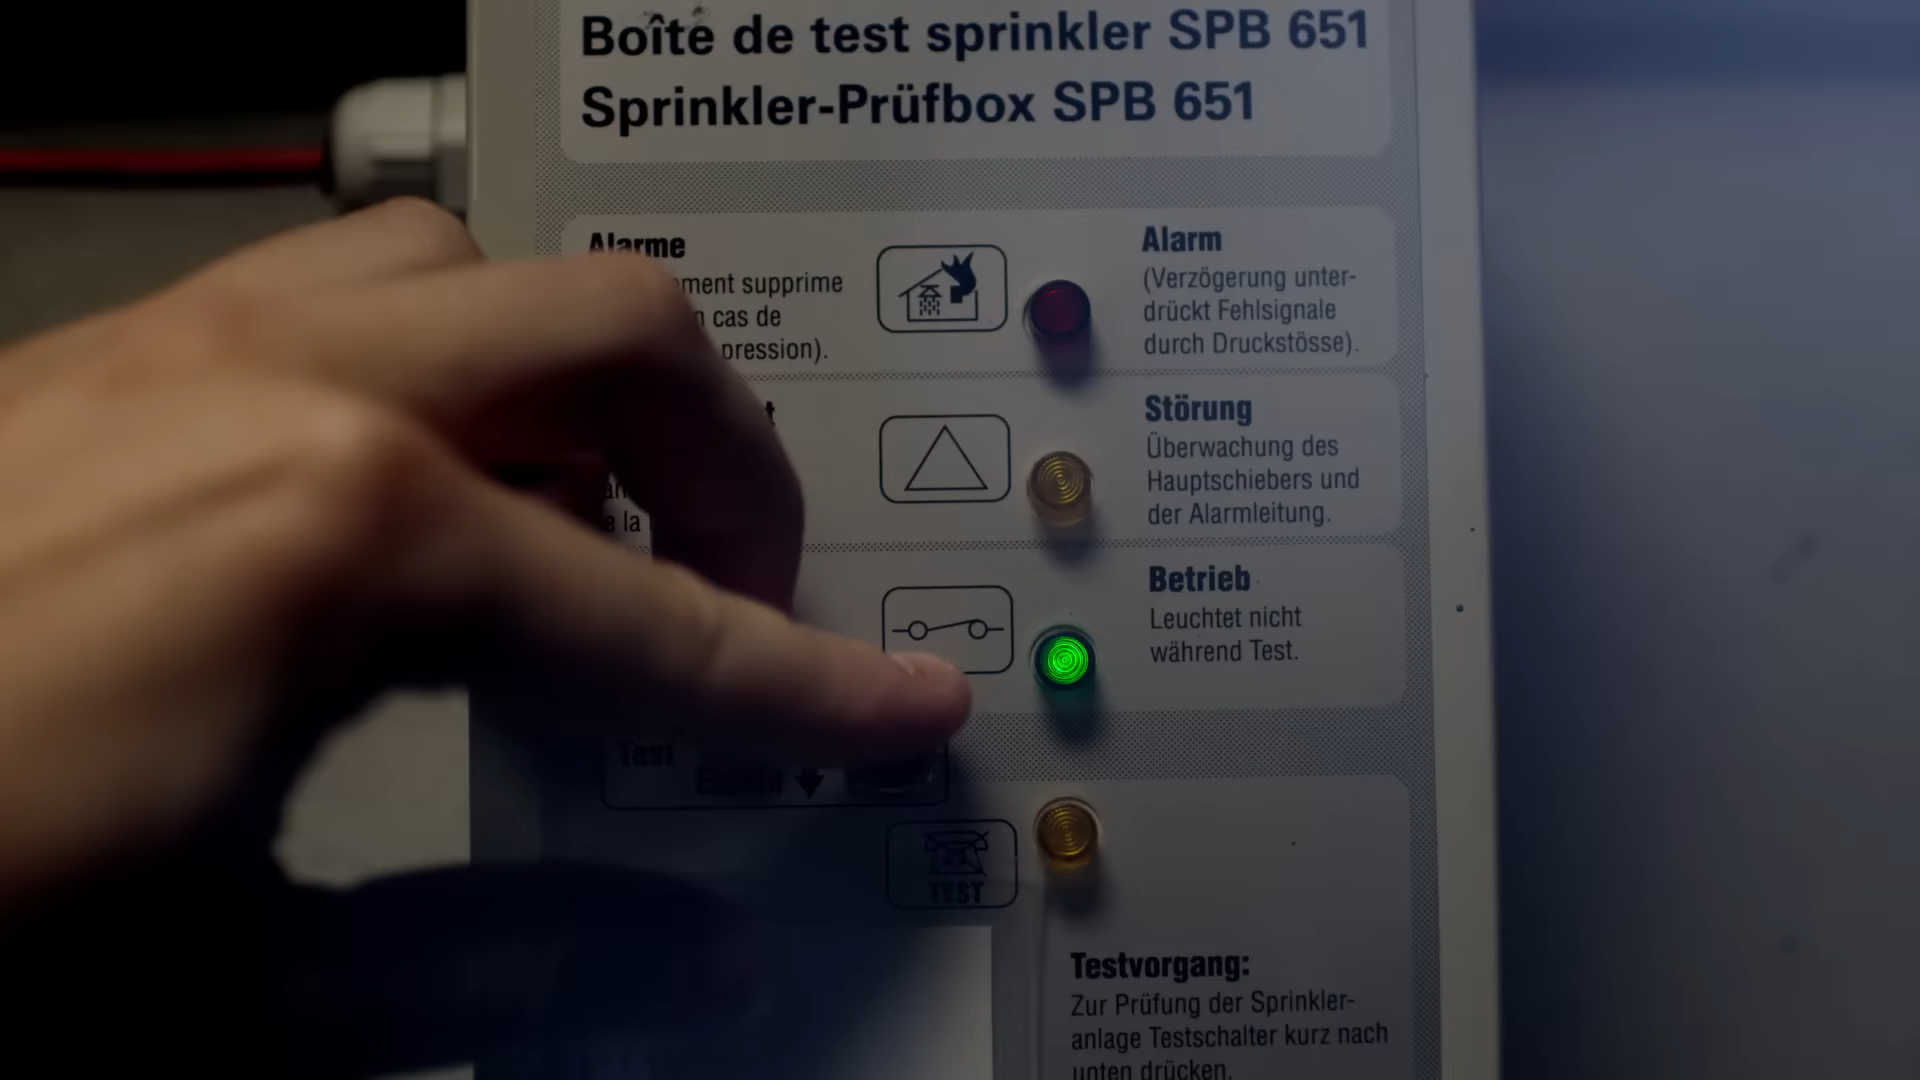 Boîte de test sprinkler SPB 651
Sprinkler-Prüfbox SPB 651
Alarme
supprime
cas de
pression).
Alarm
(Verzögerung unter-
drückt Fehlsignale
durch Druckstösse).
Störung
Überwachung des
Hauptschiebers und
der Alarmleitung.
la
Betrieb
Leuchtet nicht
während Test.
Test
TEST
Testvorgang:
Zur Prüfung der Sprinkler-
anlage Testschalter kurz nach
unten drücken.